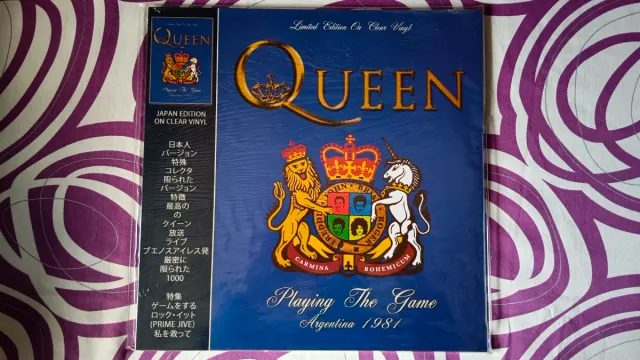 QUEEN
Playing The Game
JAPAN EDITION
ON CLEAR VINYL
日本人
バージョン
特殊
コレクタ
限られた
バージョン
特徴
最高の
の
クイーン
放送
ライブ
ブエノスアイレス発
厳密に
限られた
1000
特集
ゲームをする
ロック・イット
(PRIME JIVE)
私を救って
Limited Edition On Clear Vinyl
QUEEN
CARMINA BOHEMICUM
Playing The Game
Argentina 1981